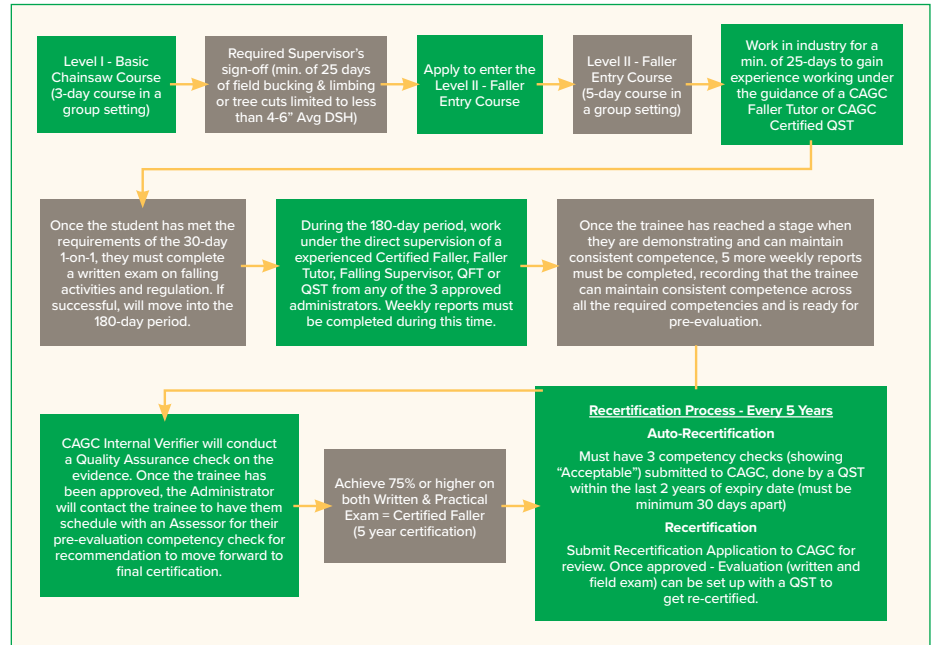 Level I - Basic
Chainsaw Course
(3-day course in a
group setting)
Required Supervisor's
sign-off (min. of 25 days
of field bucking & limbing
or tree cuts limited to less
than 4-6" Avg DSH)
Apply to enter the
Level II - Faller
Entry Course
Level II - Faller
Entry Course
(5-day course in
a group setting)
Work in industry for a
min. of 25-days to gain
experience working under
the guidance of a CAGC
Faller Tutor or CAGC
Certified QST
Once the student has met the
requirements of the 30-day
1-on-1, they must complete
a written exam on falling
activities and regulation. If
successful, will move into the
180-day period.
During the 180-day period, work
under the direct supervision of a
experienced Certified Faller, Faller
Tutor, Falling Supervisor, QFT or
QST from any of the 3 approved
administrators. Weekly reports must
be completed during this time.
Once the trainee has reached a stage when
they are demonstrating and can maintain
consistent competence, 5 more weekly reports
must be completed, recording that the trainee
can maintain consistent competence across
all the required competencies and is ready for
pre-evaluation.
CAGC Internal Verifier will conduct
a Quality Assurance check on the
evidence. Once the trainee has
been approved, the Administrator
will contact the trainee to have them
schedule with an Assessor for their
pre-evaluation competency check for
recommendation to move forward to
final certification.
Achieve 75% or higher on
both Written & Practical
Exam = Certified Faller
(5 year certification)
Recertification Process - Every 5 Years
Auto-Recertification
Must have 3 competency checks (showing
"Acceptable") submitted to CAGC, done by a QST
within the last 2 years of expiry date (must be
minimum 30 days apart)
Recertification
Submit Recertification Application to CAGC for
review. Once approved - Evaluation (written and
field exam) can be set up with a QST to
get re-certified.